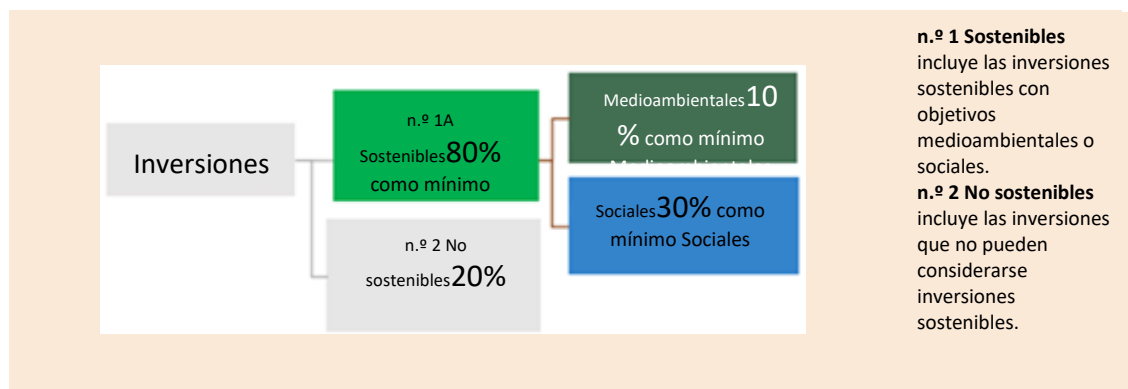 Inversiones
n.º 1A
Sostenibles80%
como mínimo
n.º 2 No
sostenibles20%
Medioambientales10
% como mínimo
Sociales30% como
mínimo Sociales
n.º 1 Sostenibles
incluye las inversiones
sostenibles con
objetivos
medioambientales o
sociales.
n.º 2 No sostenibles
incluye las inversiones
que no pueden
considerarse
inversiones
sostenibles.